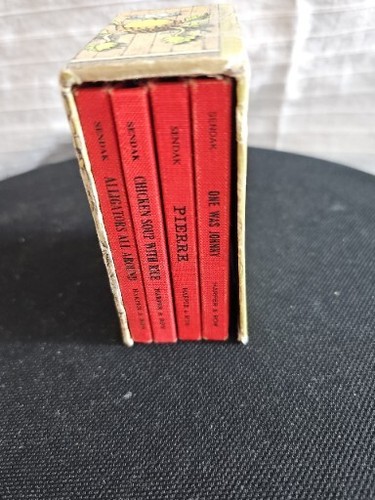 SENDAK ALLIGATORS ALL AROUND HARPER & ROW
SENDAK CHICKEN SOUP WITH RICE HARPER & ROW
SENDAK PIERRE HARPER & ROW
SENDAK ONE WAS JOHNNY HARPER & ROW